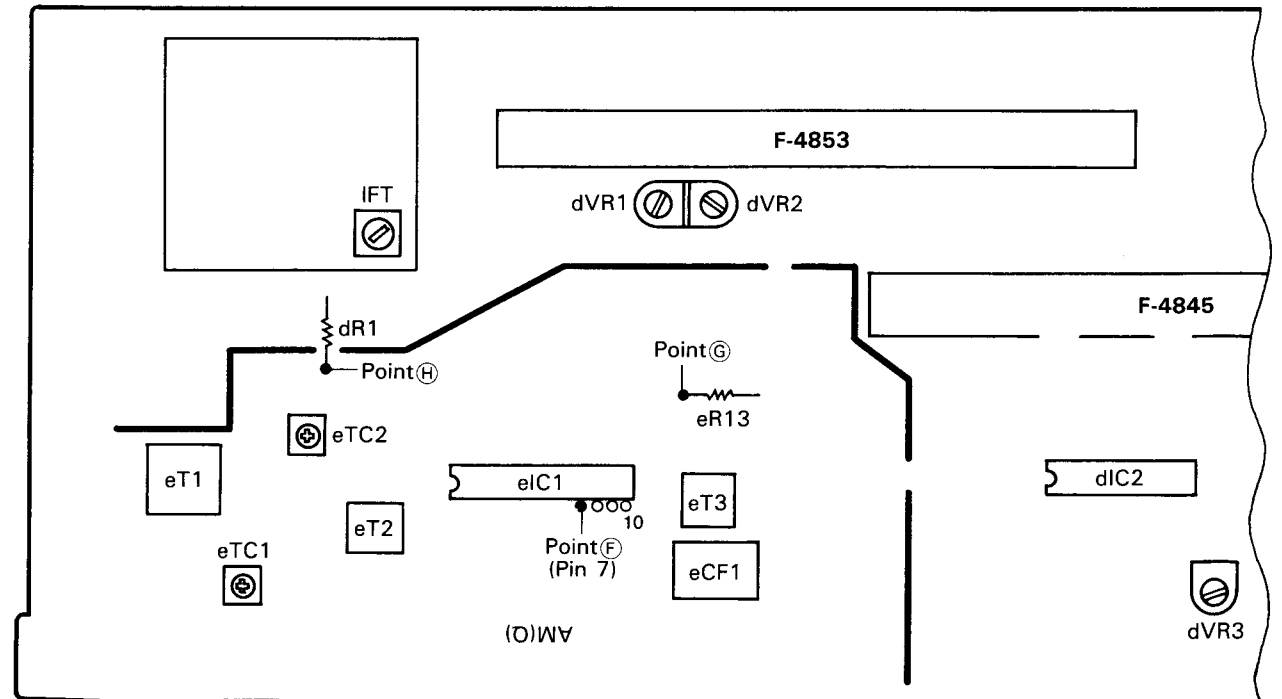 F-4853
IFT
dVR1
dVR2
F-4845
dR1
Point Ⓗ
Point Ⓖ
eR13
eTC2
eT1
eIC1
dIC2
eT3
eT2
10
Point Ⓕ
(Pin 7)
eTC1
eCF1
AM(Q)
dVR3